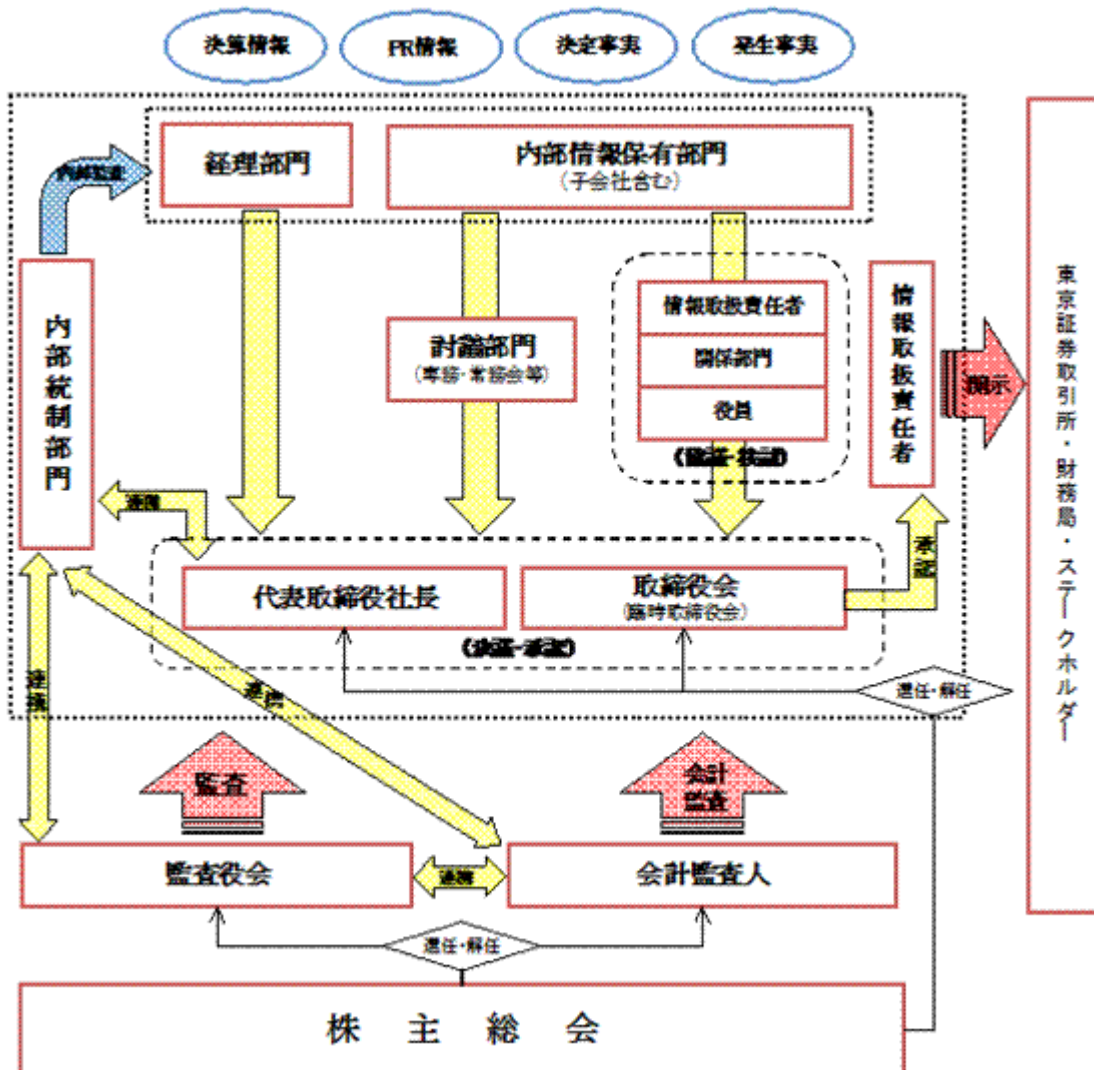 決算情報
PR情報
決定事実
発生事実
経理部門
内部情報保有部門
(子会社含む)
内部監査
内部統制部門
討議部門
(専務・常務会等)
情報取扱責任者
関係部門
役員
情報取扱責任者
開示
東京証券取引所・財務局・ステークホルダー
連携
代表取締役社長
取締役会
(臨時取締役会)
承認
選任・解任
連携
連携
監査
会計
監査
監査役会
連携
会計監査人
選任・解任
株主総会